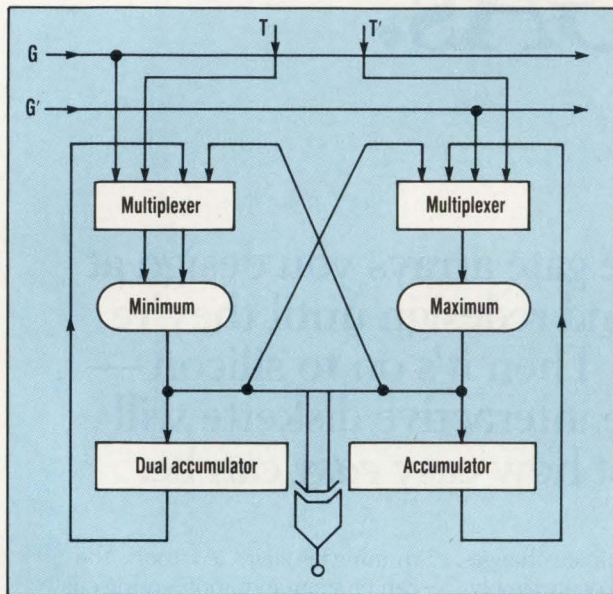 T T'
G
G'
Multiplexer Multiplexer
Minimum Maximum
Dual accumulator Accumulator